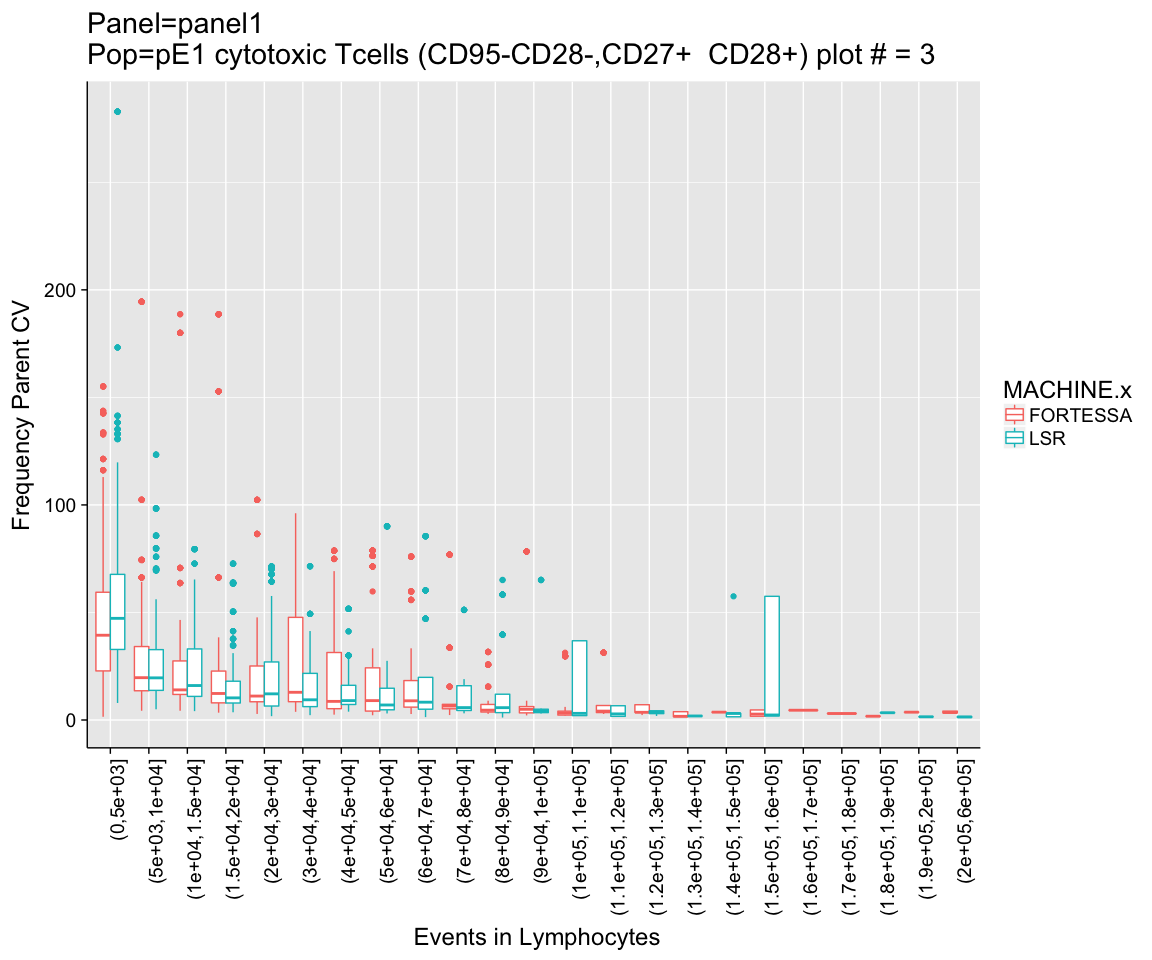 Panel=panel1
Pop=pE1 cytotoxic Tcells (CD95-CD28-,CD27+  CD28+) plot # = 3
Frequency Parent CV
200
100
0
MACHINE.x
FORTESSA
LSR
(0,5e+03]
(5e+03,1e+04]
(1e+04,1.5e+04]
(1.5e+04,2e+04]
(2e+04,3e+04]
(3e+04,4e+04]
(4e+04,5e+04]
(5e+04,6e+04]
(6e+04,7e+04]
(7e+04,8e+04]
(8e+04,9e+04]
(9e+04,1e+05]
(1e+05,1.1e+05]
(1.1e+05,1.2e+05]
(1.2e+05,1.3e+05]
(1.3e+05,1.4e+05]
(1.4e+05,1.5e+05]
(1.5e+05,1.6e+05]
(1.6e+05,1.7e+05]
(1.7e+05,1.8e+05]
(1.8e+05,1.9e+05]
(1.9e+05,2e+05]
(2e+05,6e+05]
Events in Lymphocytes